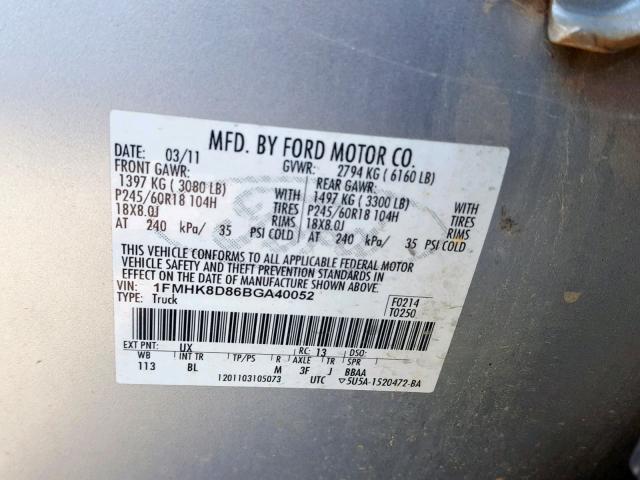 MFD. BY FORD MOTOR CO.
03/11 GVWR: 2794 KG ( 6160 LB)
FRONT GAWR: REAR GAWR:
1397 KG ( 3080 LB) WITH 1497 KG ( 3300 LB) WITH
P245/60R18 104H TIRES P245/60R18 104H TIRES
18X8.0J RIMS 18X8.0J RIMS
AT 240 kPa/ 35 PSI COLD AT 240 kPa/ 35 PSI COLD
THIS VEHICLE CONFORMS TO ALL APPLICABLE FEDERAL MOTOR
VEHICLE SAFETY AND THEFT PREVENTION STANDARDS IN
EFFECT ON THE DATE OF MANUFACTURE SHOWN ABOVE.
VIN: 1FMHK8D86BGA40052
TYPE: Truck
F0214
T0250
EXT PNT: UX RC: 13 DSO:
WB INT TR TP/PS R AXLE TR SPR
113 BL M 3F J BBAA
1201103105073 UTC ▽5U5A-1520472-BA